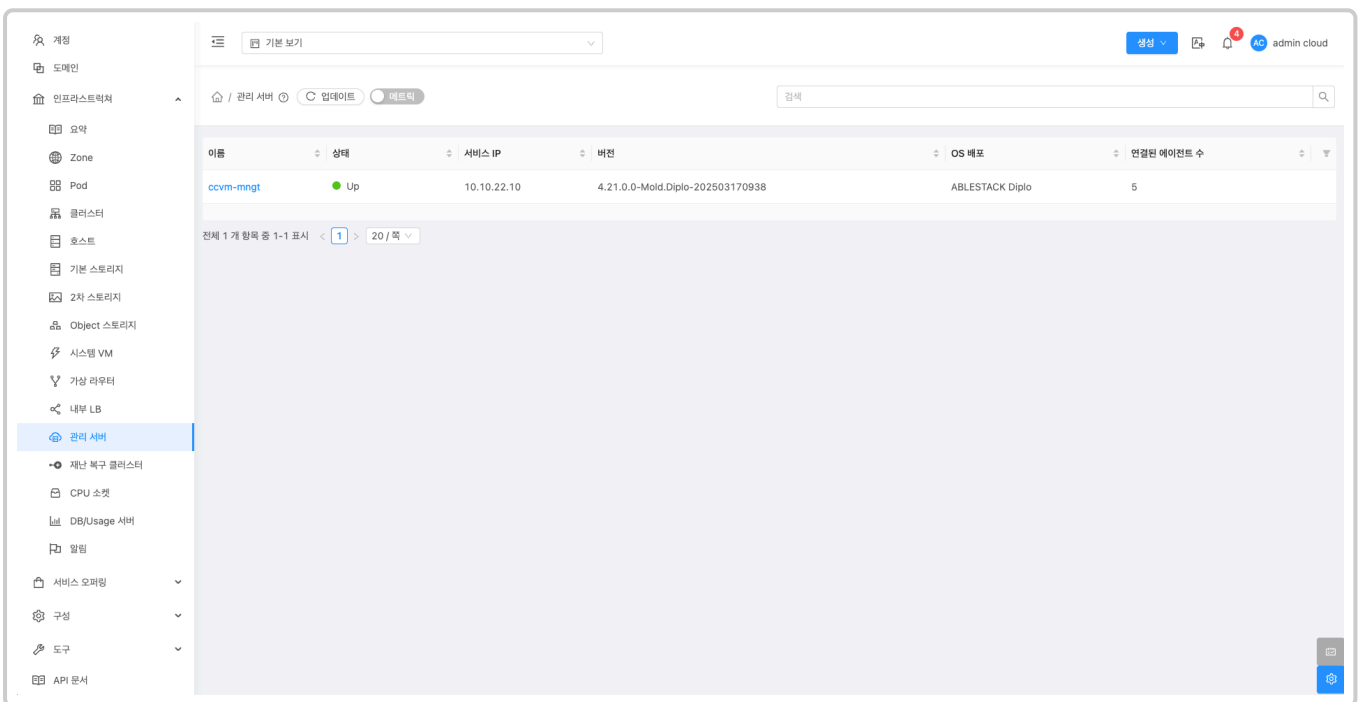 계정
도메인
인프라스트럭쳐
요약
Zone
Pod
클러스터
호스트
기본 스토리지
2차 스토리지
Object 스토리지
시스템 VM
가상 라우터
내부 LB
관리 서버
재난 복구 클러스터
CPU 소켓
DB/Usage 서버
알림
서비스 오퍼링
구성
도구
API 문서
기본 보기
생성 4 AC admin cloud
/ 관리 서버 업데이트 메트릭 검색
이름 상태 서비스 IP 버전 OS 배포 연결된 에이전트 수
ccvm-mngt Up 10.10.22.10 4.21.0.0-Mold.Diplo-202503170938 ABLESTACK Diplo 5
전체 1 개 항목 중 1-1 표시 < 1 > 20 / 쪽